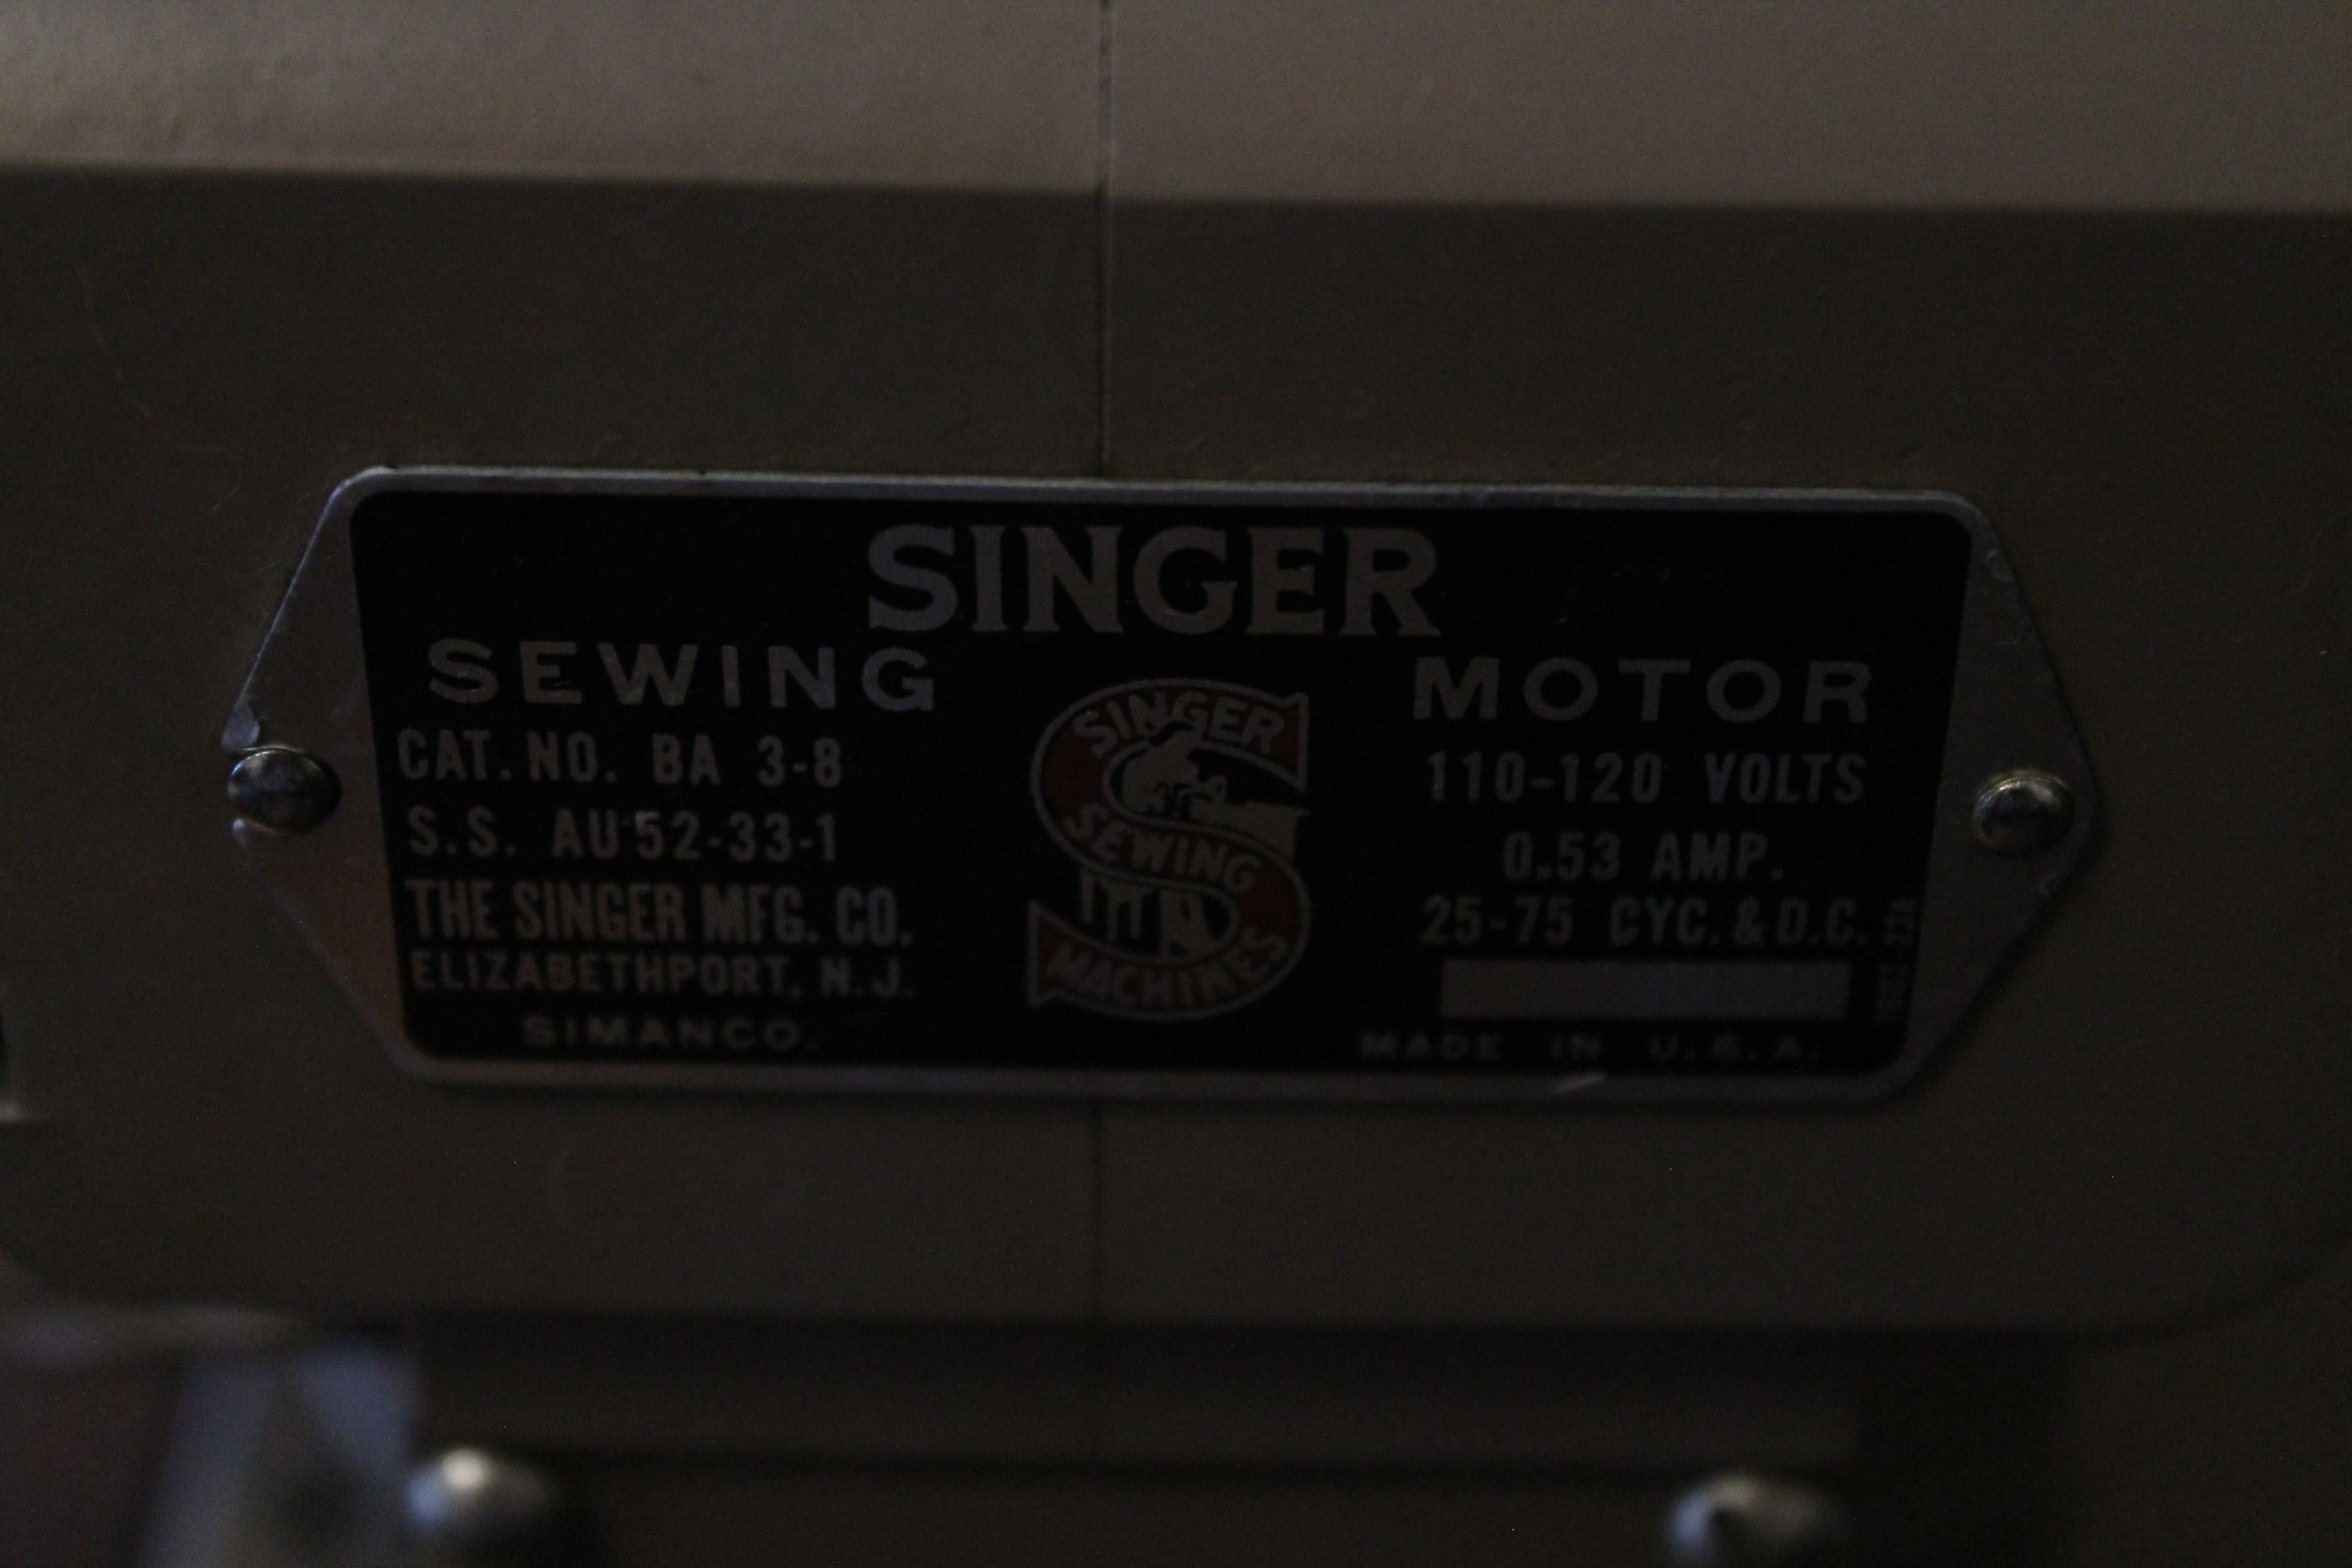 SINGER
SEWING MOTOR
CAT. NO. BA 3-8
S.S. AU 52-33-1
THE SINGER MFG. CO.
ELIZABETHPORT, N.J.
SIMANCO.
SINGER
SEWING
MACHINES
110-120 VOLTS
0.53 AMP.
25-75 CYC. & D.C.
MADE IN U.S.A.